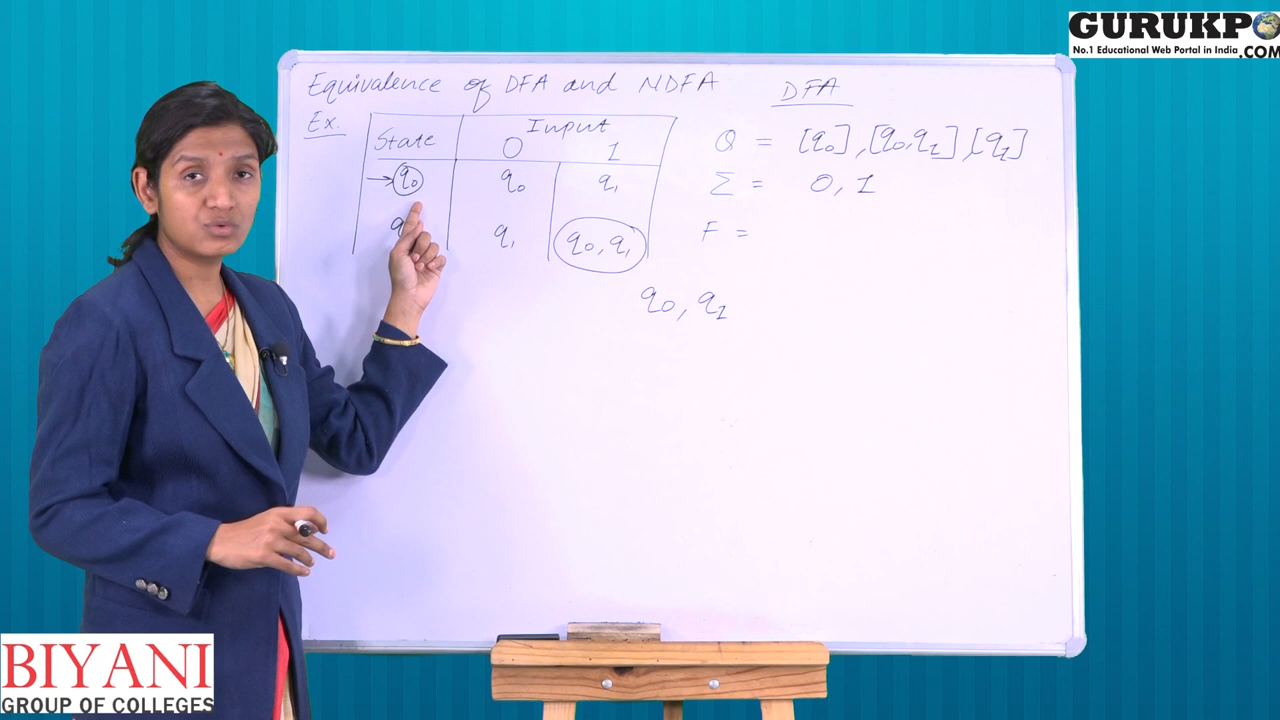 GURUKPO
No.1 Educational Web Portal in India
.COM
Equivalence of DFA and NDFA
DFA
Ex.
State Input
0 1
→ q0 q0 q1
q q1 q0, q1
Q = [q0], [q0, q1], [q1]
Σ = 0, 1
F =
q0, q1
BIYANI
GROUP OF COLLEGES